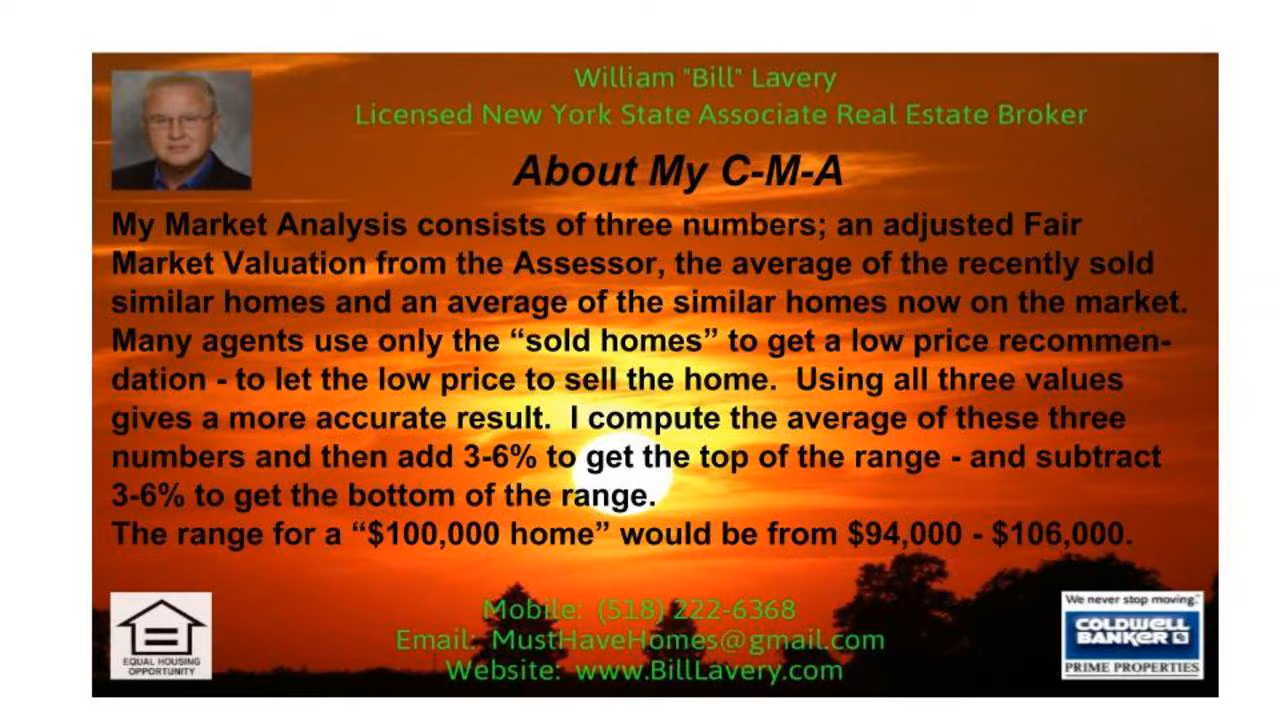 William "Bill" Lavery
Licensed New York State Associate Real Estate Broker
About My C-M-A
My Market Analysis consists of three numbers; an adjusted Fair
Market Valuation from the Assessor, the average of the recently sold
similar homes and an average of the similar homes now on the market.
Many agents use only the “sold homes” to get a low price recommen-
dation - to let the low price to sell the home.  Using all three values
gives a more accurate result.  I compute the average of these three
numbers and then add 3-6% to get the top of the range - and subtract
3-6% to get the bottom of the range.
The range for a “$100,000 home” would be from $94,000 - $106,000.
Mobile:  (518) 222-6368
Email:  MustHaveHomes@gmail.com
Website:  www.BillLavery.com
EQUAL HOUSING
OPPORTUNITY
We never stop moving.™
COLDWELL
BANKER
PRIME PROPERTIES